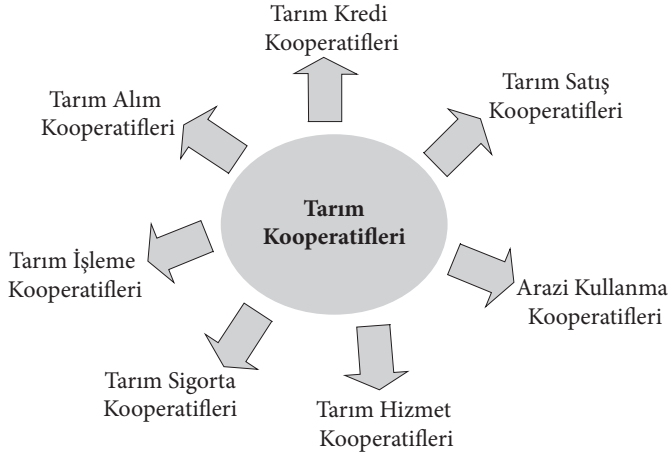 Tarım Kredi
Kooperatifleri
Tarım Satış
Kooperatifleri
Tarım Alım
Kooperatifleri
Tarım
Kooperatifleri
Tarım İşleme
Kooperatifleri
Arazi Kullanma
Kooperatifleri
Tarım Sigorta
Kooperatifleri
Tarım Hizmet
Kooperatifleri